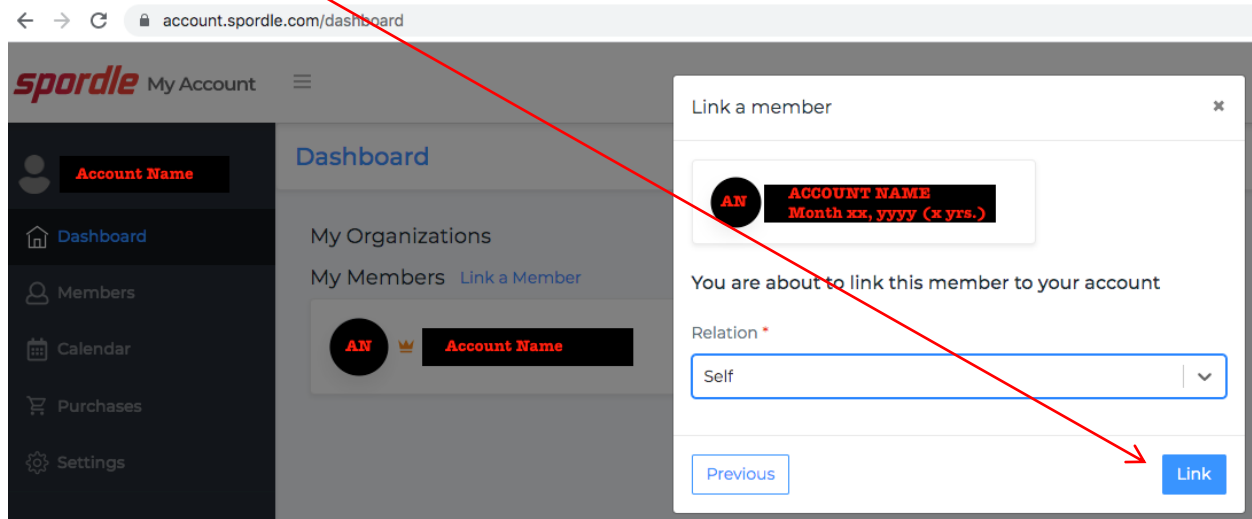 account.spordle.com/dashboard
spordle My Account
Account Name
Dashboard
Members
Calendar
Purchases
Settings
Dashboard
My Organizations
My Members Link a Member
AN Account Name
Link a member
AN ACCOUNT NAME
Month xx, yyyy (x yrs.)
You are about to link this member to your account
Relation *
Self
Previous Link